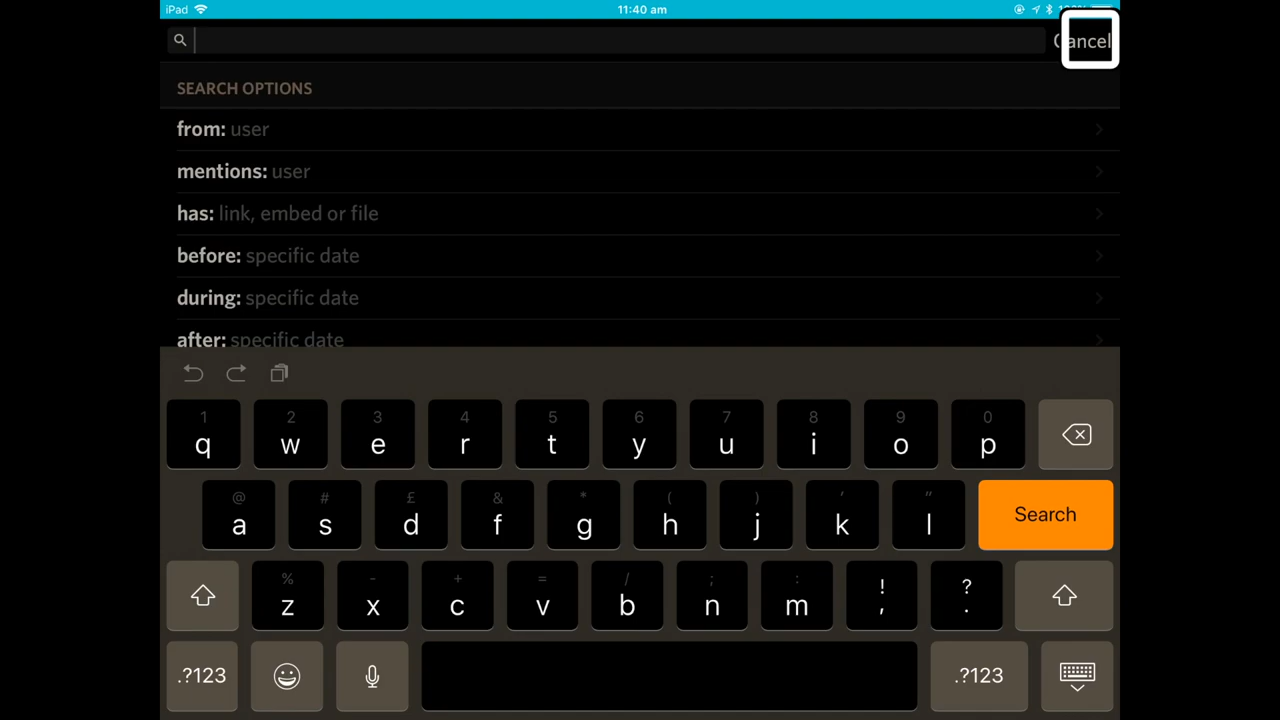 iPad
11:40 am
100%
Cancel
SEARCH OPTIONS
from: user
mentions: user
has: link, embed or file
before: specific date
during: specific date
after: specific date
1 2 3 4 5 6 7 8 9 0
q w e r t y u i o p
@ # £ & * ( ) ' "
a s d f g h j k l
Search
% - + = / ; : ! ?
z x c v b n m , .
.?123
.?123